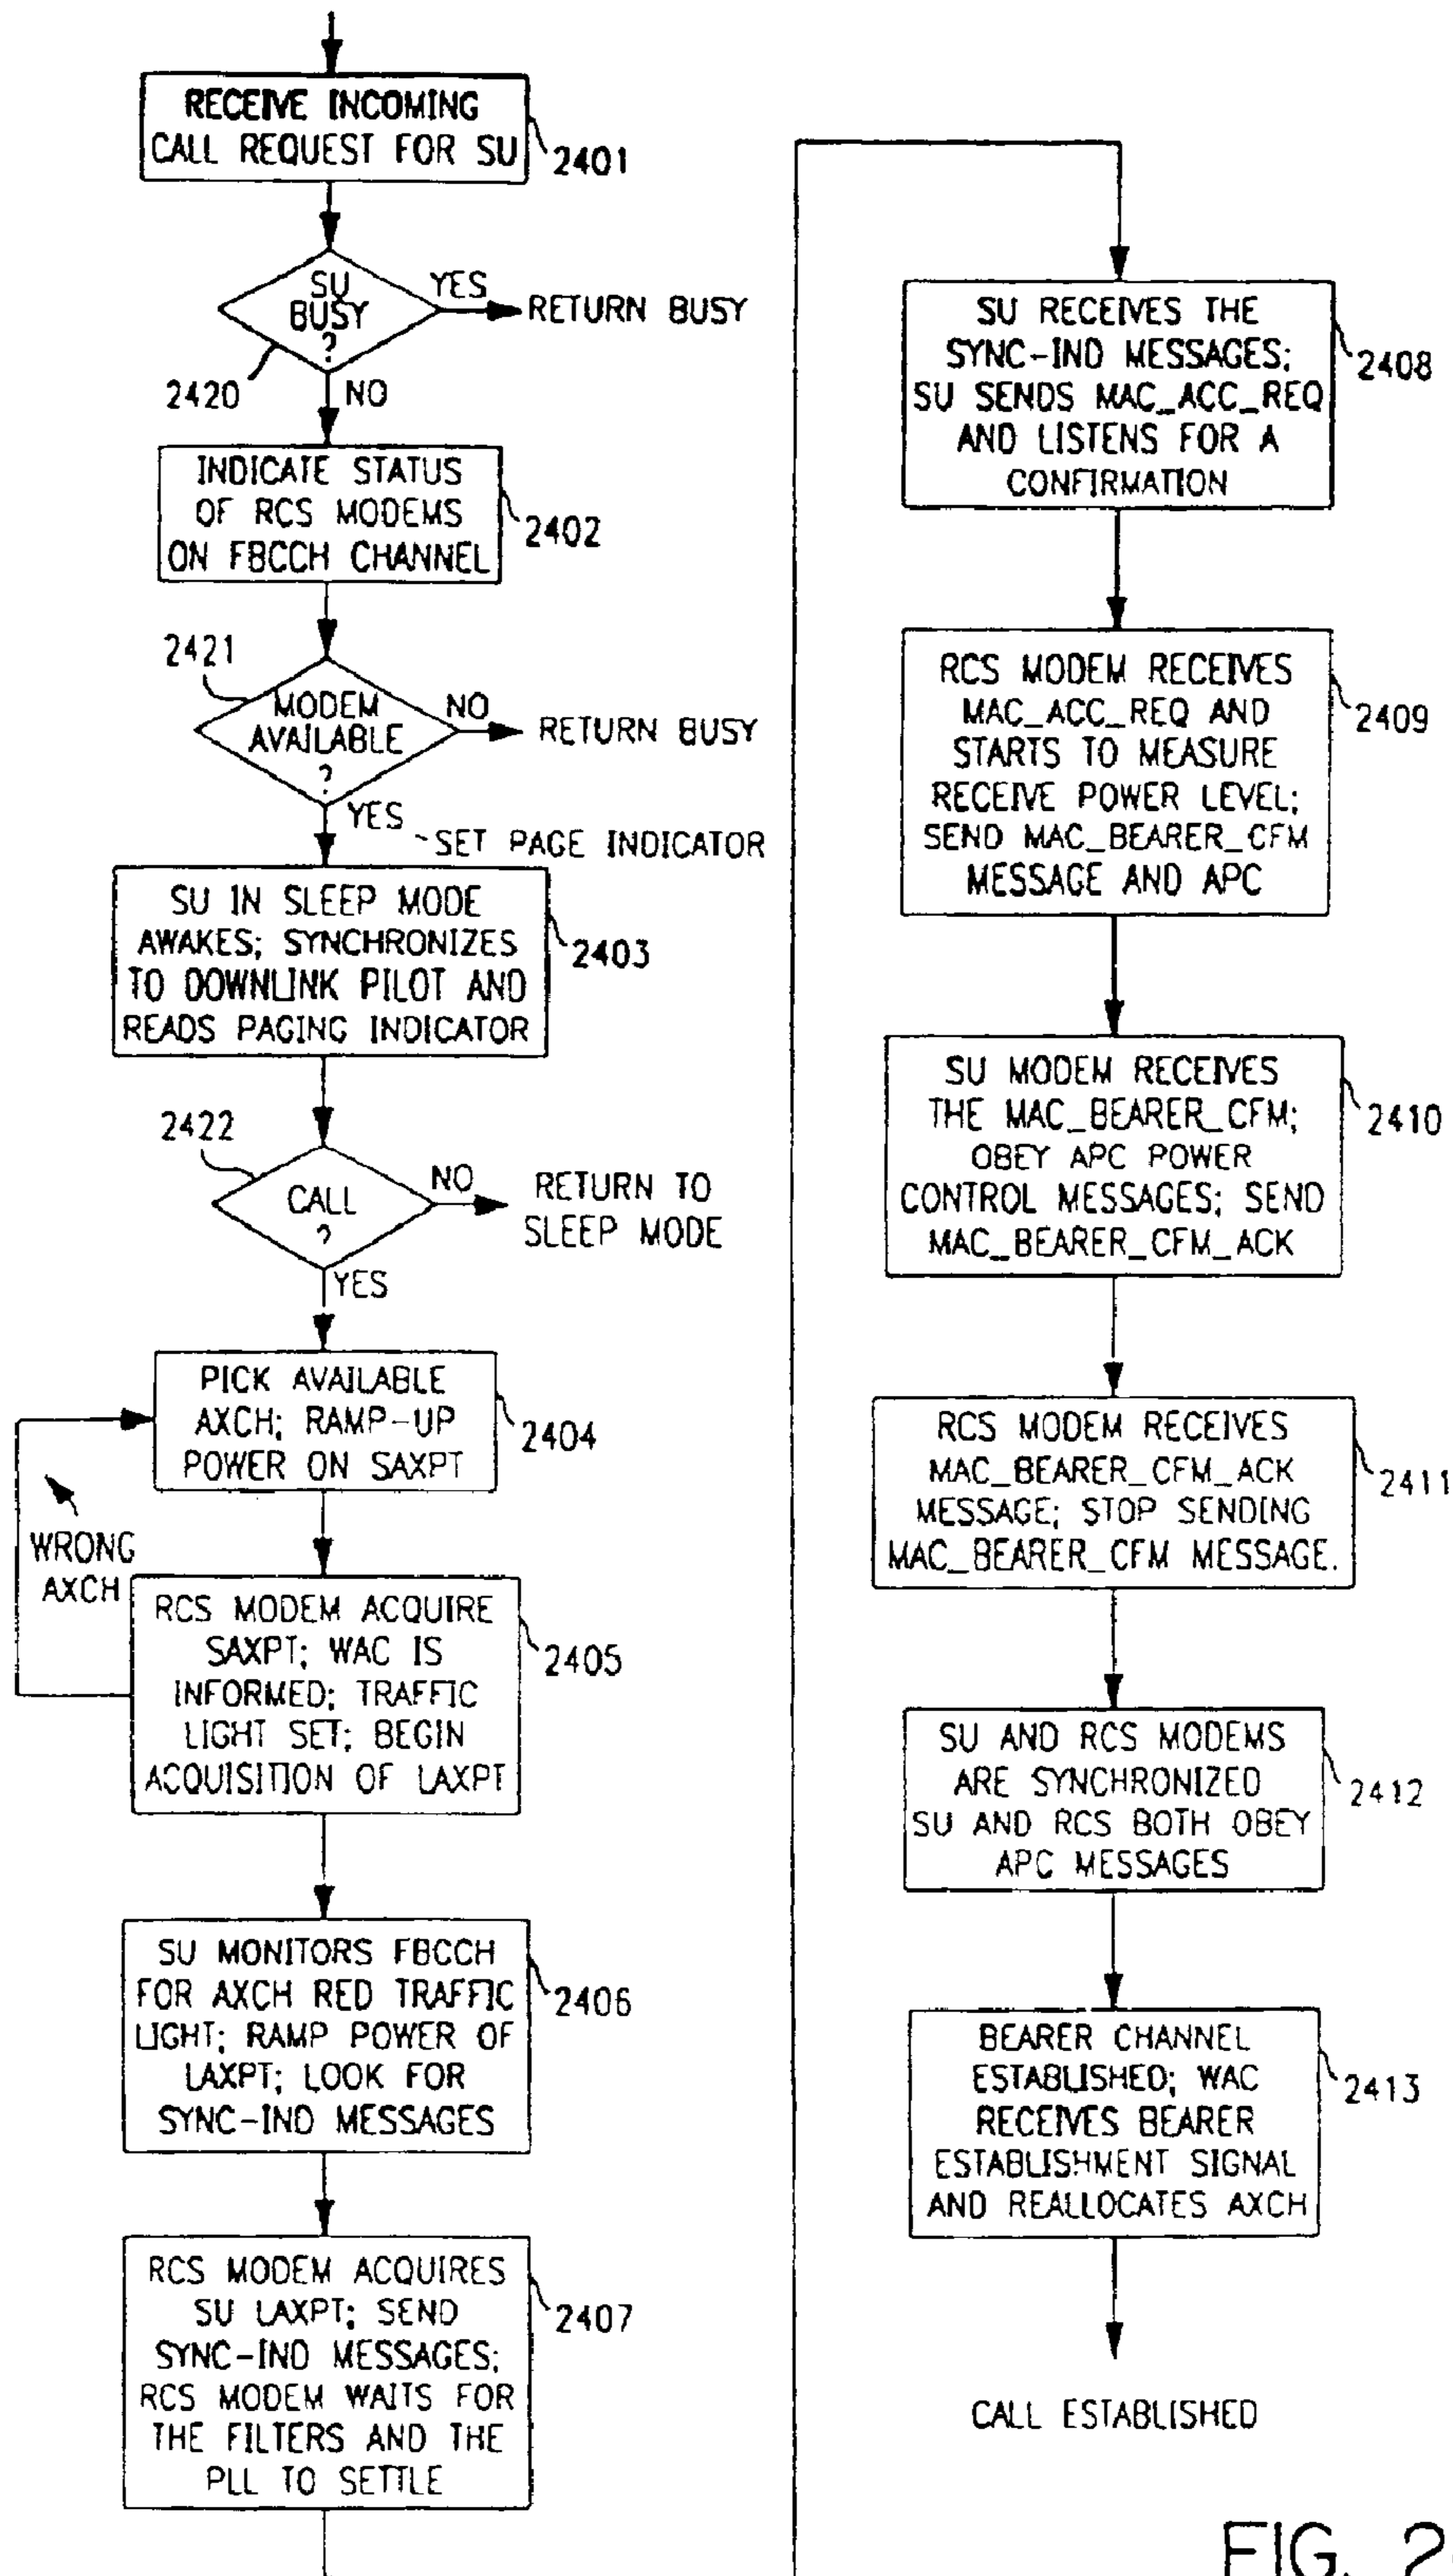 RECEIVE INCOMING
CALL REQUEST FOR SU
2401
SU
BUSY
?
YES
RETURN BUSY
2420
NO
INDICATE STATUS
OF RCS MODEMS
ON FBCCH CHANNEL
2402
2421
MODEM
AVAILABLE
?
NO
RETURN BUSY
YES
SET PAGE INDICATOR
SU IN SLEEP MODE
AWAKES; SYNCHRONIZES
TO DOWNLINK PILOT AND
READS PAGING INDICATOR
2403
2422
CALL
?
NO
RETURN TO
SLEEP MODE
YES
PICK AVAILABLE
AXCH; RAMP-UP
POWER ON SAXPT
2404
WRONG
AXCH
RCS MODEM ACQUIRE
SAXPT; WAC IS
INFORMED; TRAFFIC
LIGHT SET; BEGIN
ACQUISITION OF LAXPT
2405
SU MONITORS FBCCH
FOR AXCH RED TRAFFIC
LIGHT; RAMP POWER OF
LAXPT; LOOK FOR
SYNC-IND MESSAGES
2406
RCS MODEM ACQUIRES
SU LAXPT; SEND
SYNC-IND MESSAGES;
RCS MODEM WAITS FOR
THE FILTERS AND THE
PLL TO SETTLE
2407
SU RECEIVES THE
SYNC-IND MESSAGES;
SU SENDS MAC_ACC_REQ
AND LISTENS FOR A
CONFIRMATION
2408
RCS MODEM RECEIVES
MAC_ACC_REQ AND
STARTS TO MEASURE
RECEIVE POWER LEVEL;
SEND MAC_BEARER_CFM
MESSAGE AND APC
2409
SU MODEM RECEIVES
THE MAC_BEARER_CFM;
OBEY APC POWER
CONTROL MESSAGES; SEND
MAC_BEARER_CFM_ACK
2410
RCS MODEM RECEIVES
MAC_BEARER_CFM_ACK
MESSAGE; STOP SENDING
MAC_BEARER_CFM MESSAGE.
2411
SU AND RCS MODEMS
ARE SYNCHRONIZED
SU AND RCS BOTH OBEY
APC MESSAGES
2412
BEARER CHANNEL
ESTABLISHED; WAC
RECEIVES BEARER
ESTABLISHMENT SIGNAL
AND REALLOCATES AXCH
2413
CALL ESTABLISHED
FIG. 2